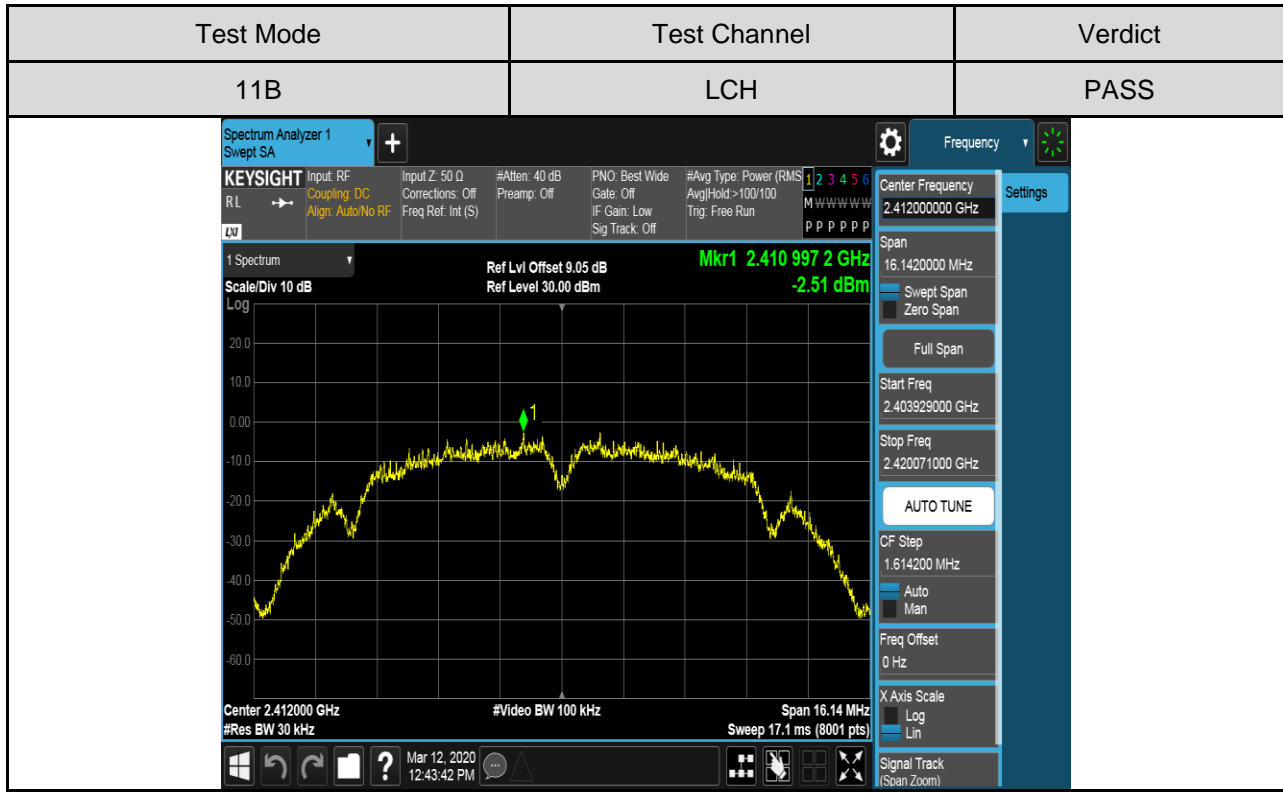 Test Mode Test Channel Verdict
11B LCH PASS
Spectrum Analyzer 1
Swept SA
+
Frequency
KEYSIGHT
RL
LXI
Input: RF
Coupling: DC
Align: Auto/No RF
Input Z: 50 Ω
Corrections: Off
Freq Ref: Int (S)
#Atten: 40 dB
Preamp: Off
PNO: Best Wide
Gate: Off
IF Gain: Low
Sig Track: Off
#Avg Type: Power (RMS
Avg|Hold:>100/100
Trig: Free Run
1 2 3 4 5 6
M W W W W W
P P P P P P
1 Spectrum
Scale/Div 10 dB
Log
Ref Lvl Offset 9.05 dB
Ref Level 30.00 dBm
Mkr1 2.410 997 2 GHz
-2.51 dBm
20.0
10.0
0.00
-10.0
-20.0
-30.0
-40.0
-50.0
-60.0
1
Center 2.412000 GHz
#Res BW 30 kHz
#Video BW 100 kHz
Span 16.14 MHz
Sweep 17.1 ms (8001 pts)
Center Frequency
2.412000000 GHz
Settings
Span
16.1420000 MHz
Swept Span
Zero Span
Full Span
Start Freq
2.403929000 GHz
Stop Freq
2.420071000 GHz
AUTO TUNE
CF Step
1.614200 MHz
Auto
Man
Freq Offset
0 Hz
X Axis Scale
Log
Lin
Signal Track
(Span Zoom)
?
Mar 12, 2020
12:43:42 PM